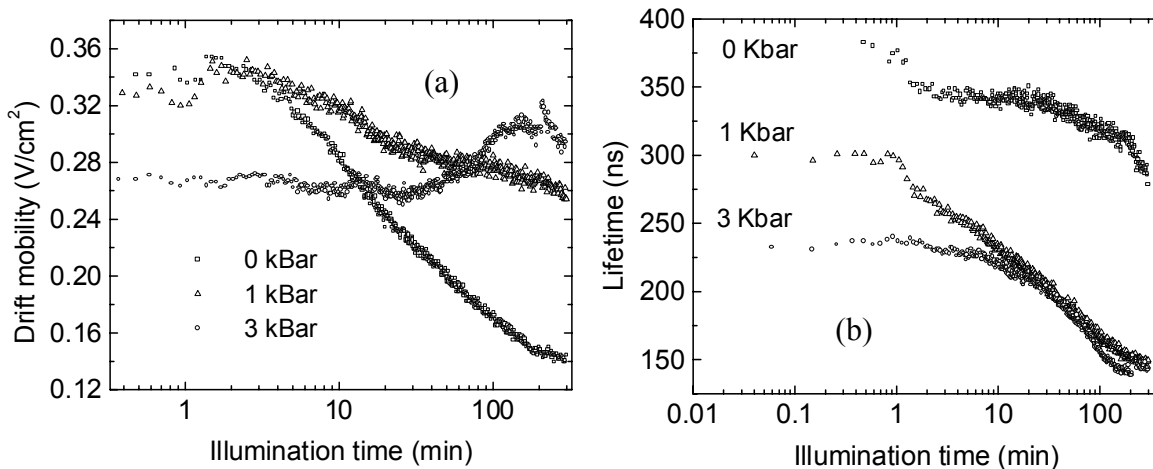 0.36
0.32
0.28
0.24
0.20
0.16
0.12
Drift mobility (V/cm²)
(a)
0 kBar
1 kBar
3 kBar
1
10
100
Illumination time (min)
400
350
300
250
200
150
Lifetime (ns)
0 Kbar
1 Kbar
3 Kbar
(b)
0.01
0.1
1
10
100
Illumination time (min)